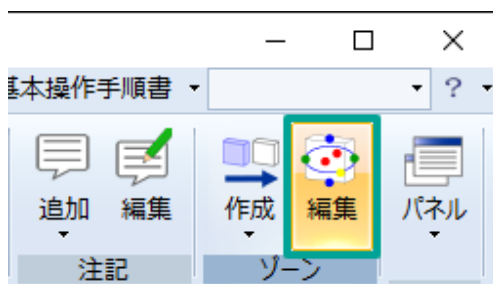 基本操作手順書 ?
追加 編集 作成 編集 パネル
注記 ゾーン